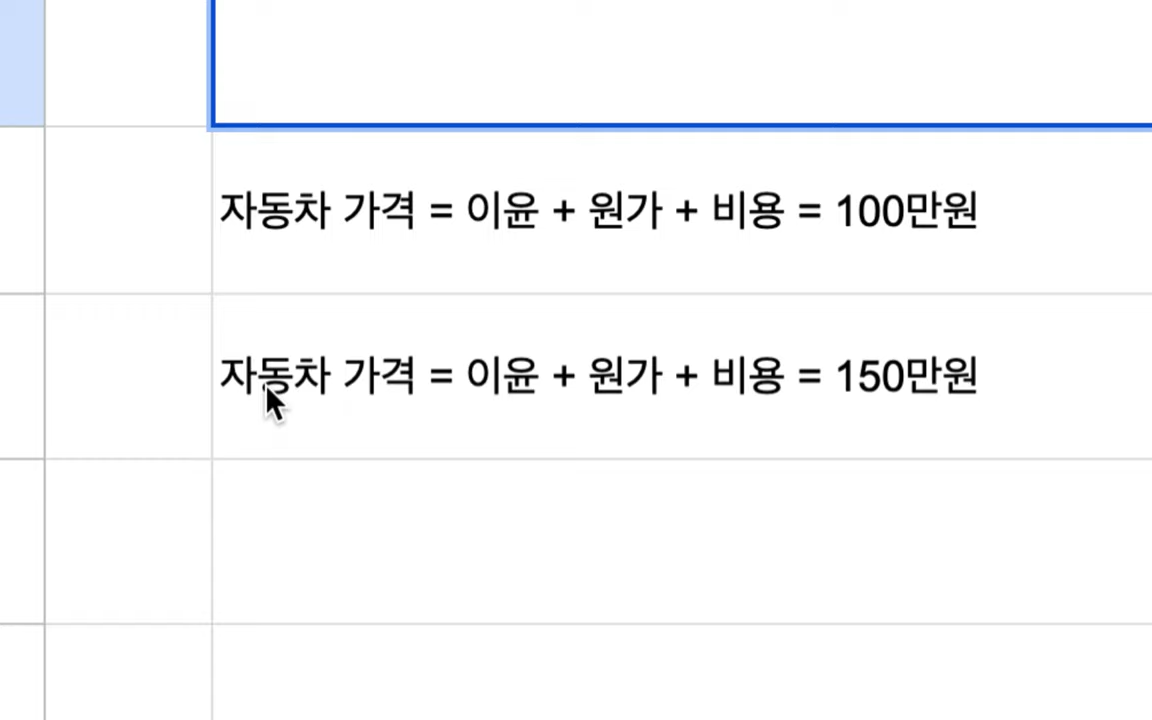 자동차 가격 = 이윤 + 원가 + 비용 = 100만원
자동차 가격 = 이윤 + 원가 + 비용 = 150만원